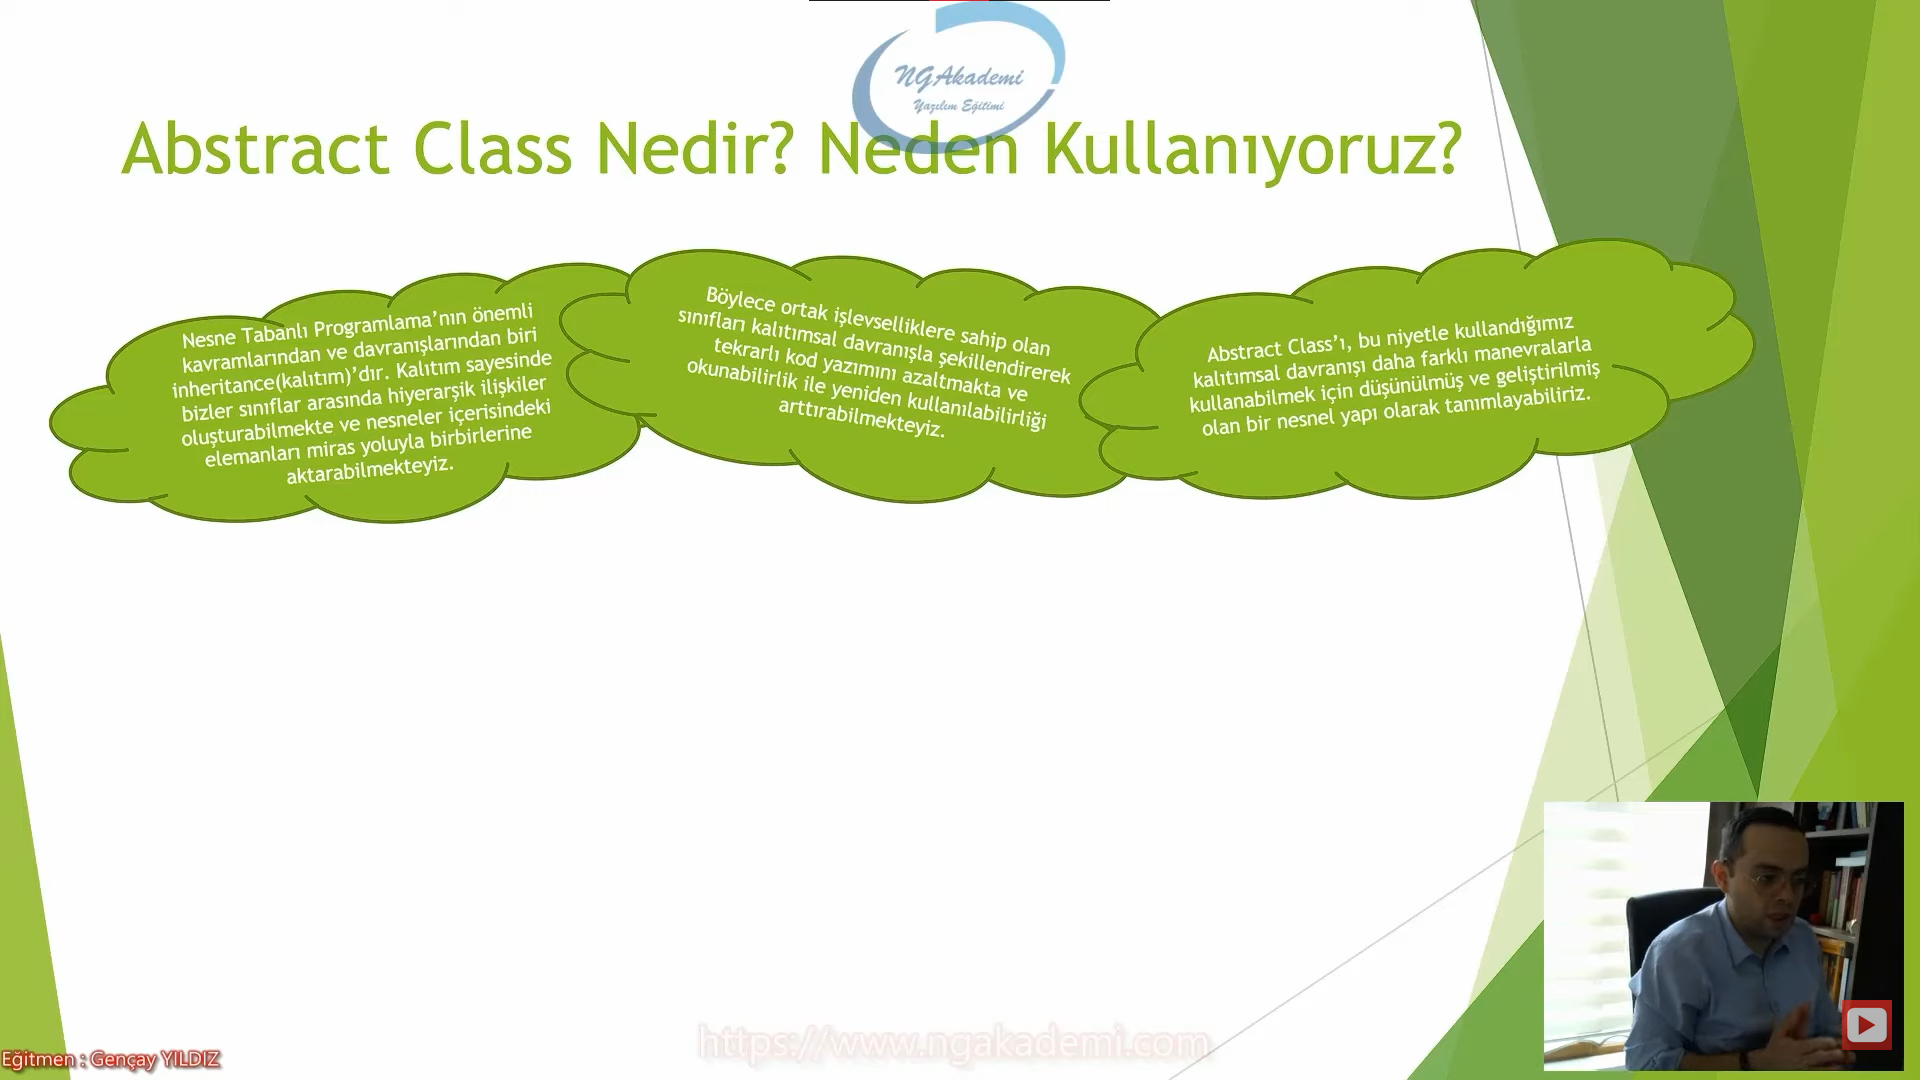 NGAkademi
Yazılım Eğitimi
Abstract Class Nedir? Neden Kullanıyoruz?
Nesne Tabanlı Programlama’nın önemli
kavramlarından ve davranışlarından biri
inheritance(kalıtım)’dır. Kalıtım sayesinde
bizler sınıflar arasında hiyerarşik ilişkiler
oluşturabilmekte ve nesneler içerisindeki
elemanları miras yoluyla birbirlerine
aktarabilmekteyiz.
Böylece ortak işlevselliklere sahip olan
sınıfları kalıtımsal davranışla şekillendirerek
tekrarlı kod yazımını azaltmakta ve
okunabilirlik ile yeniden kullanılabilirliği
arttırabilmekteyiz.
Abstract Class’ı, bu niyetle kullandığımız
kalıtımsal davranışı daha farklı manevralarla
kullanabilmek için düşünülmüş ve geliştirilmiş
olan bir nesnel yapı olarak tanımlayabiliriz.
https://www.ngakademi.com
Eğitmen : Gençay YILDIZ